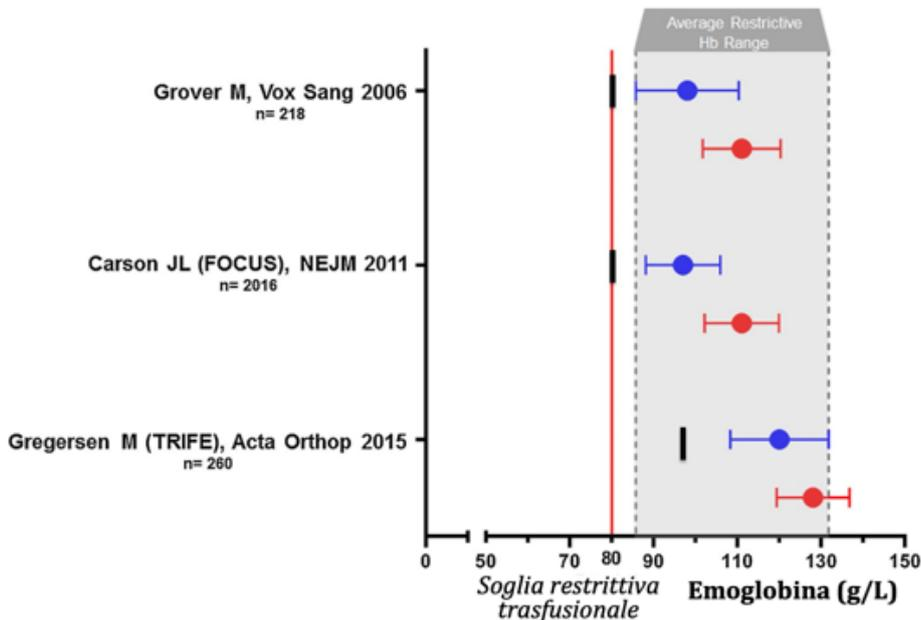 Average Restrictive
Hb Range
Grover M, Vox Sang 2006
n= 218
Carson JL (FOCUS), NEJM 2011
n= 2016
Gregersen M (TRIFE), Acta Orthop 2015
n= 260
0 50 70 80 90 110 130 150
Soglia restrittiva
trasfusionale
Emoglobina (g/L)